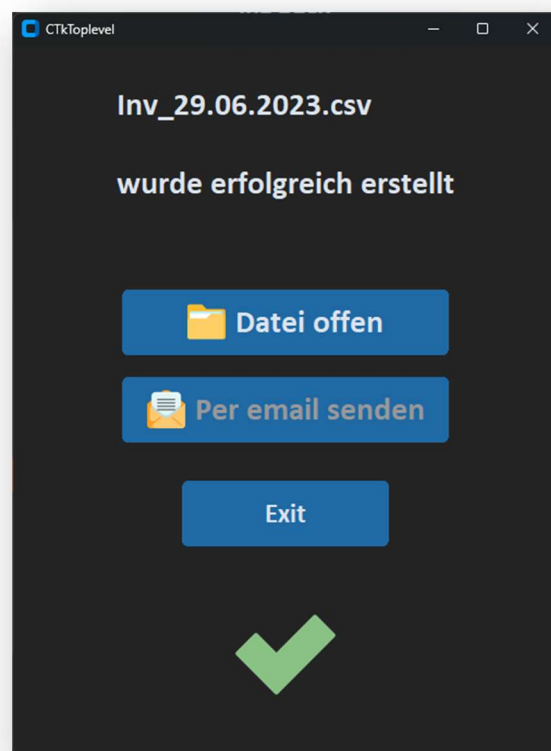 CTkToplevel
Inv_29.06.2023.csv
wurde erfolgreich erstellt
Datei offen
Per email senden
Exit